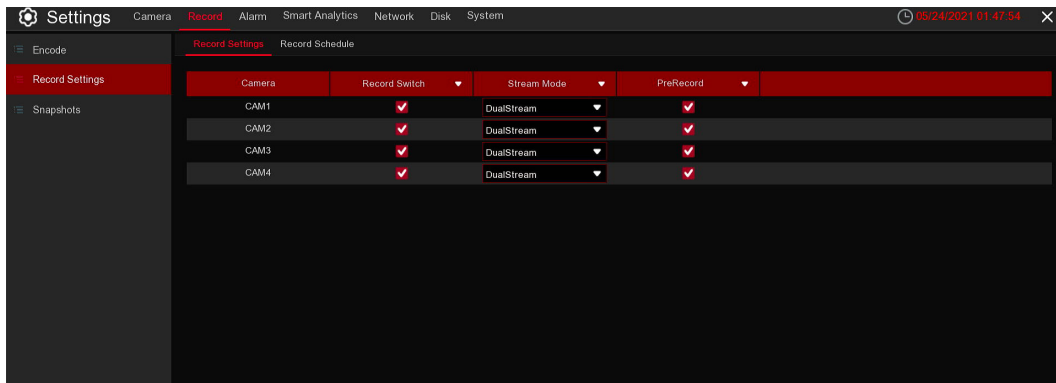 Settings Camera Record Alarm Smart Analytics Network Disk System 05/24/2021 01:47:54
Encode
Record Settings
Snapshots
Record Settings Record Schedule
Camera Record Switch Stream Mode PreRecord
CAM1 DualStream
CAM2 DualStream
CAM3 DualStream
CAM4 DualStream